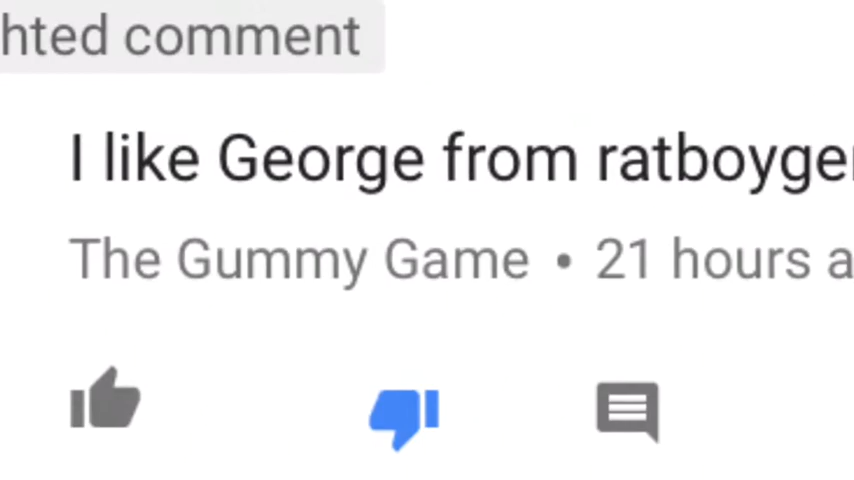 hted comment
I like George from ratboyge
The Gummy Game • 21 hours a